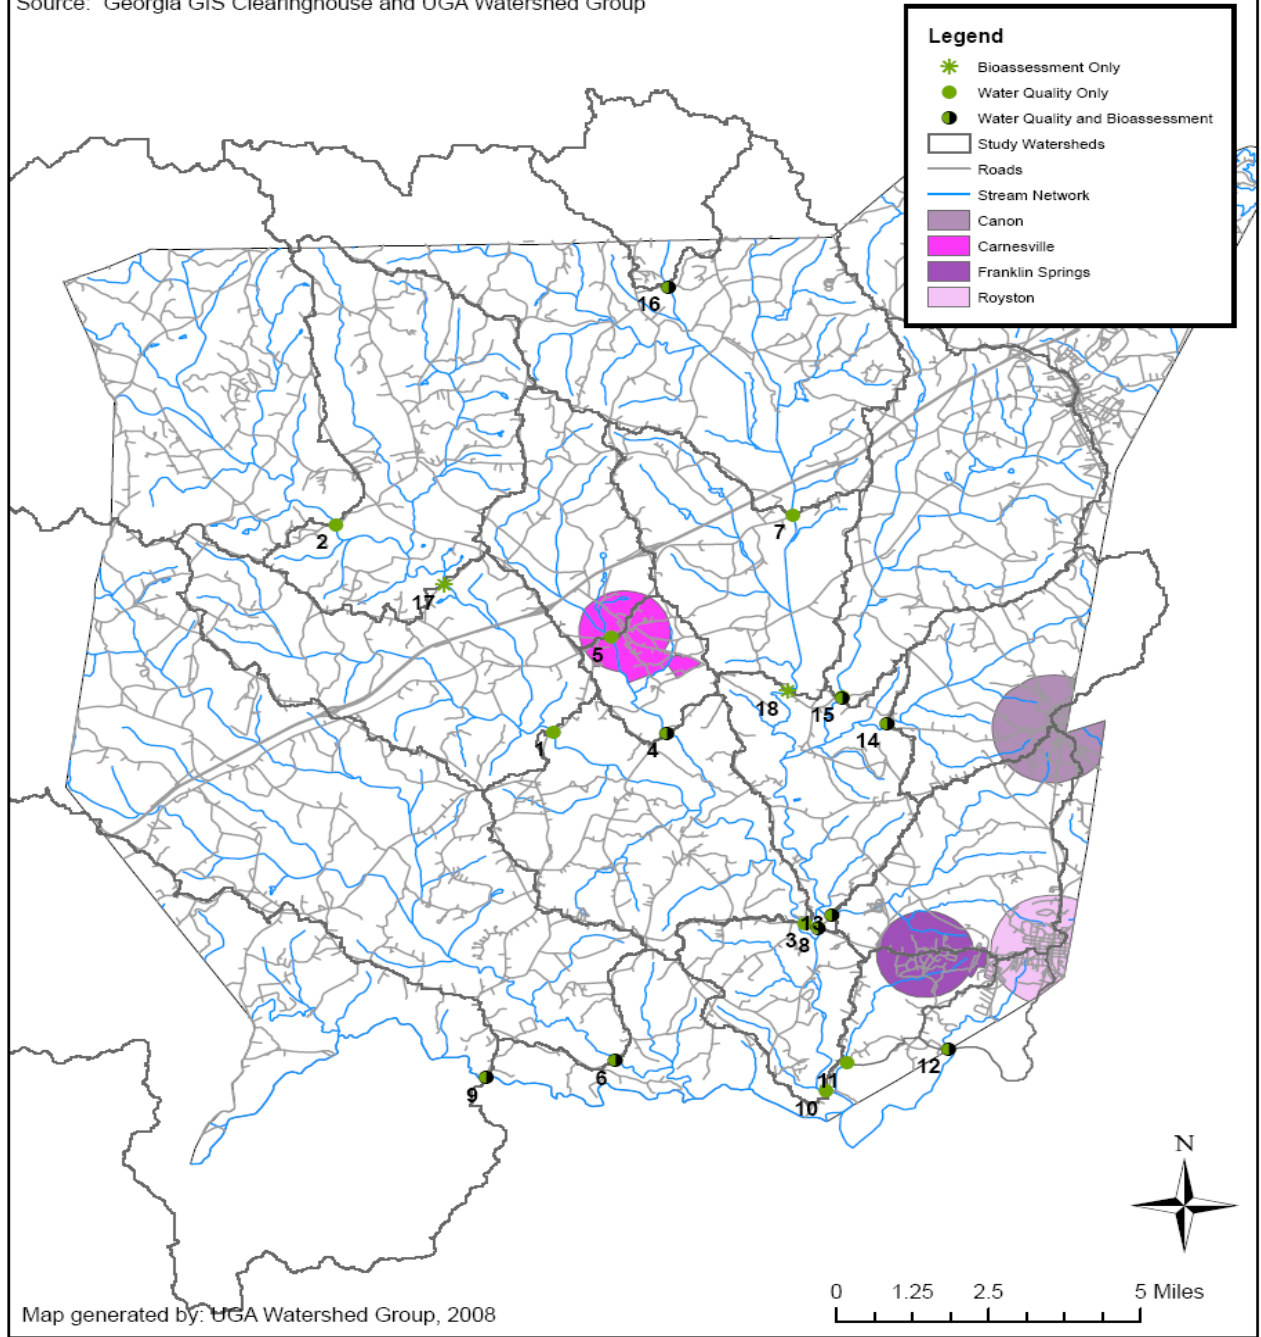 Source: Georgia GIS Clearinghouse and UGA Watershed Group
Legend
Bioassessment Only
Water Quality Only
Water Quality and Bioassessment
Study Watersheds
Roads
Stream Network
Canon
Carnesville
Franklin Springs
Royston
16
2
7
17
5
18
15
14
1
4
13
3
8
12
11
6
9
10
N
0 1.25 2.5 5 Miles
Map generated by: UGA Watershed Group, 2008